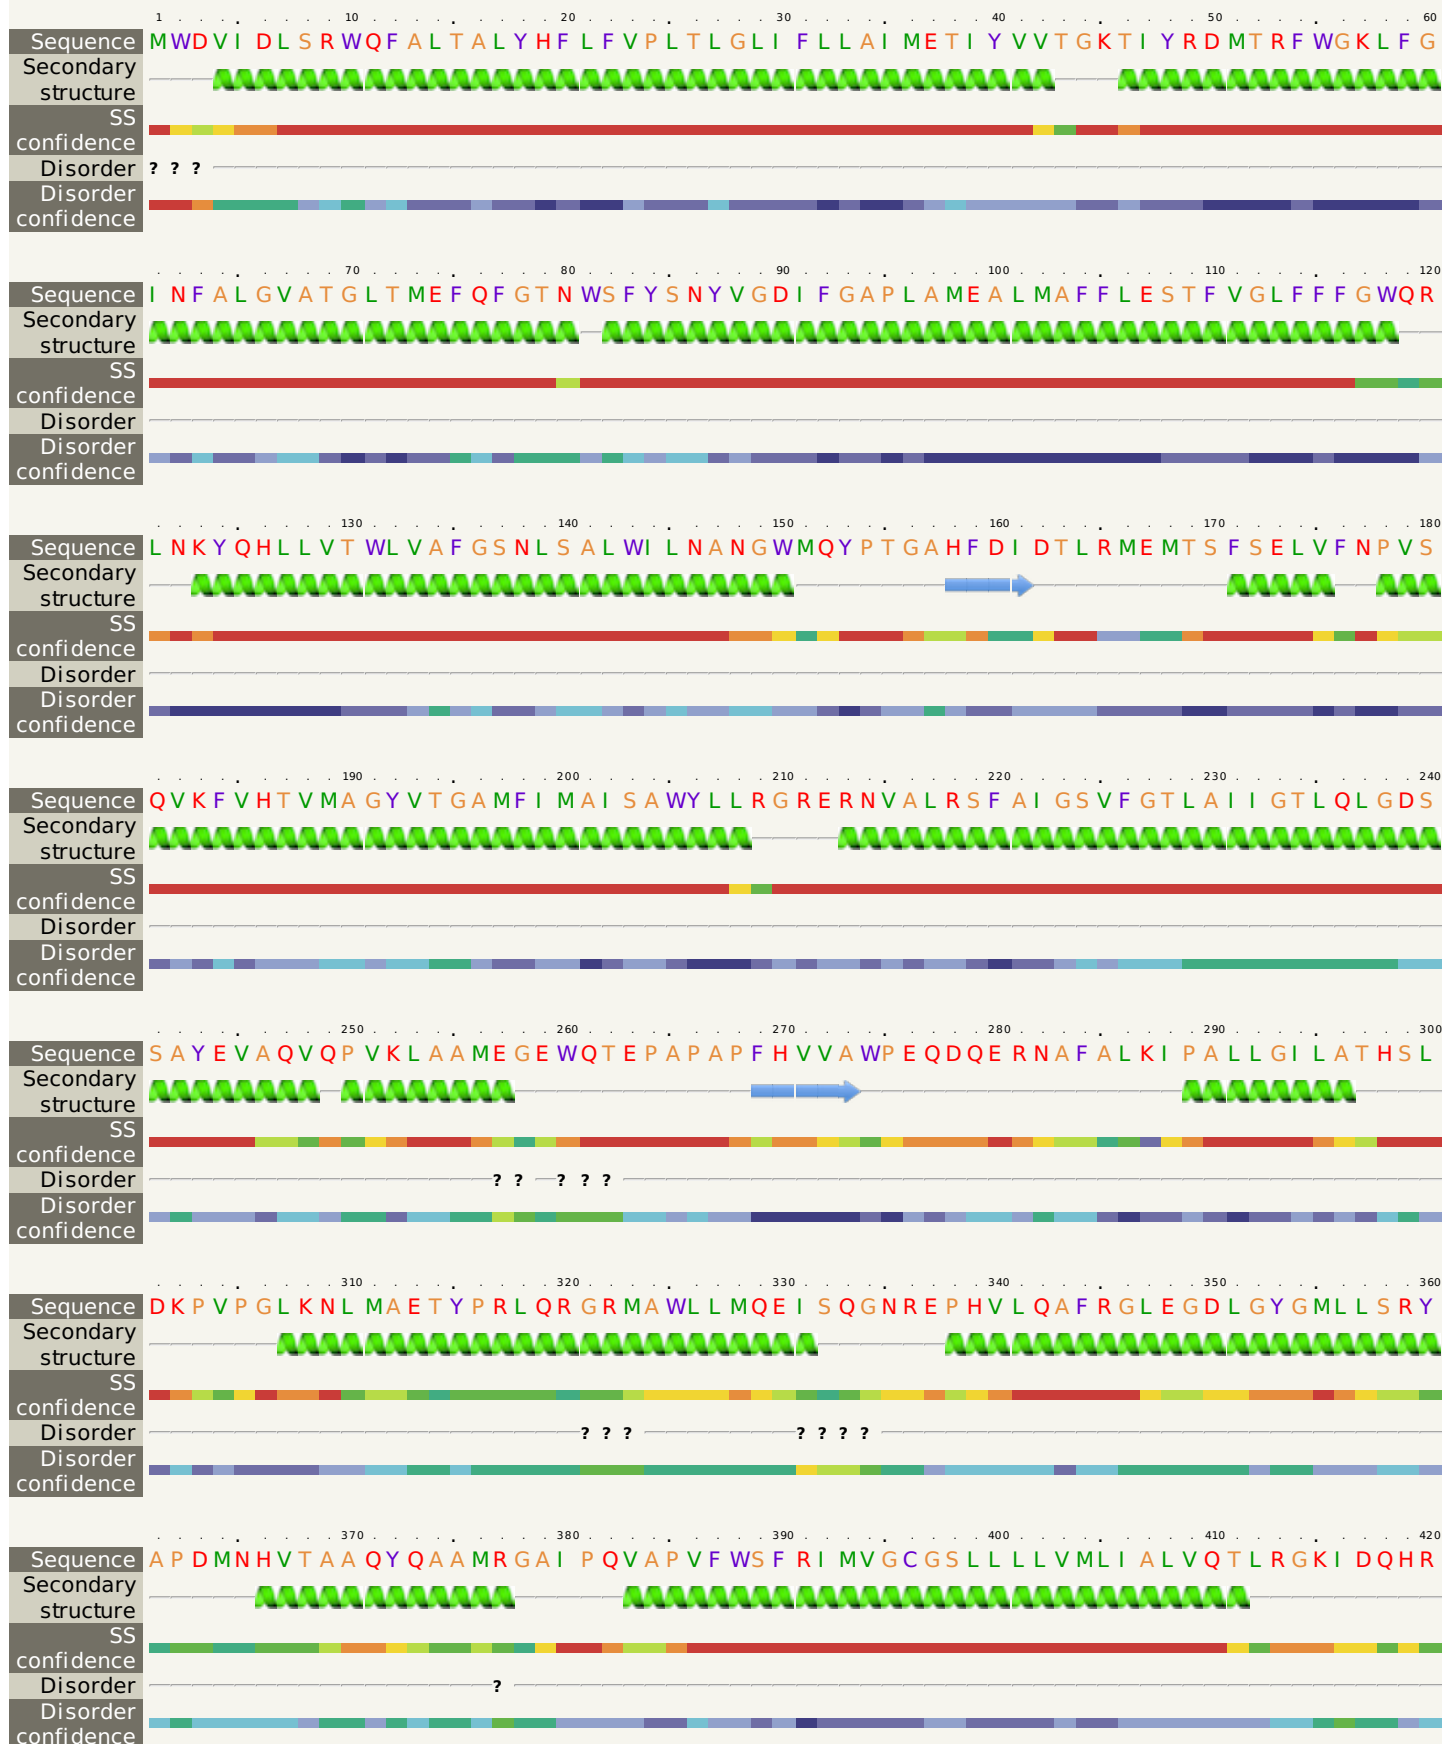 1 . . . . . . . . 10 . . . . . . . . . 20 . . . . . . . . . 30 . . . . . . . . . 40 . . . . . . . . . 50 . . . . . . . . . 60
Sequence MWDVIDLSRWQFALTALYHFLFVPLTLGLIFLLAIMETIYVVTGKTIYRDMTRFWGKLFG
Secondary
structure
SS
confidence
Disorder ? ? ?
Disorder
confidence
. . . . . . . . . 70 . . . . . . . . . 80 . . . . . . . . . 90 . . . . . . . . . 100 . . . . . . . . . 110 . . . . . . . . . 120
Sequence INFALGVATGLTMEFQFGTNWSFYSNYVGDIFGAPLAMEALMAFFLESTFVGLFFFGWQR
Secondary
structure
SS
confidence
Disorder
Disorder
confidence
. . . . . . . . . 130 . . . . . . . . . 140 . . . . . . . . . 150 . . . . . . . . . 160 . . . . . . . . . 170 . . . . . . . . . 180
Sequence LNKYQHLLVTWLVAFGSNLSALWILNANGWMQYPTGAHFDIDTLRMEMTSFSELVFNPVS
Secondary
structure
SS
confidence
Disorder
Disorder
confidence
. . . . . . . . . 190 . . . . . . . . . 200 . . . . . . . . . 210 . . . . . . . . . 220 . . . . . . . . . 230 . . . . . . . . . 240
Sequence QVKFVHTVMAGYVTGAMFIMAISAWYLLRGRERNVALRSFAIGSVFGTLAIIGTLQLGDS
Secondary
structure
SS
confidence
Disorder
Disorder
confidence
. . . . . . . . . 250 . . . . . . . . . 260 . . . . . . . . . 270 . . . . . . . . . 280 . . . . . . . . . 290 . . . . . . . . . 300
Sequence SAYEVAQVQPVKLAAMEGEWQTEPAPAPFHVVAWPEQDQERNAFALKIPALLGILATHSL
Secondary
structure
SS
confidence
Disorder ? ? ? ? ?
Disorder
confidence
. . . . . . . . . 310 . . . . . . . . . 320 . . . . . . . . . 330 . . . . . . . . . 340 . . . . . . . . . 350 . . . . . . . . . 360
Sequence DKPVPGLKNLMAETYPRLQRGRMAWLLMQEISQGNREPHVLQAFRGLEGDLGYGMLLSRY
Secondary
structure
SS
confidence
Disorder ? ? ? ? ? ? ?
Disorder
confidence
. . . . . . . . . 370 . . . . . . . . . 380 . . . . . . . . . 390 . . . . . . . . . 400 . . . . . . . . . 410 . . . . . . . . . 420
Sequence APDMNHVTAAQYQAAMRGAIPQVAPVFWSFRIMVGCGSLLLLVMLIALVQTLRGKIDQHR
Secondary
structure
SS
confidence
Disorder ?
Disorder
confidence